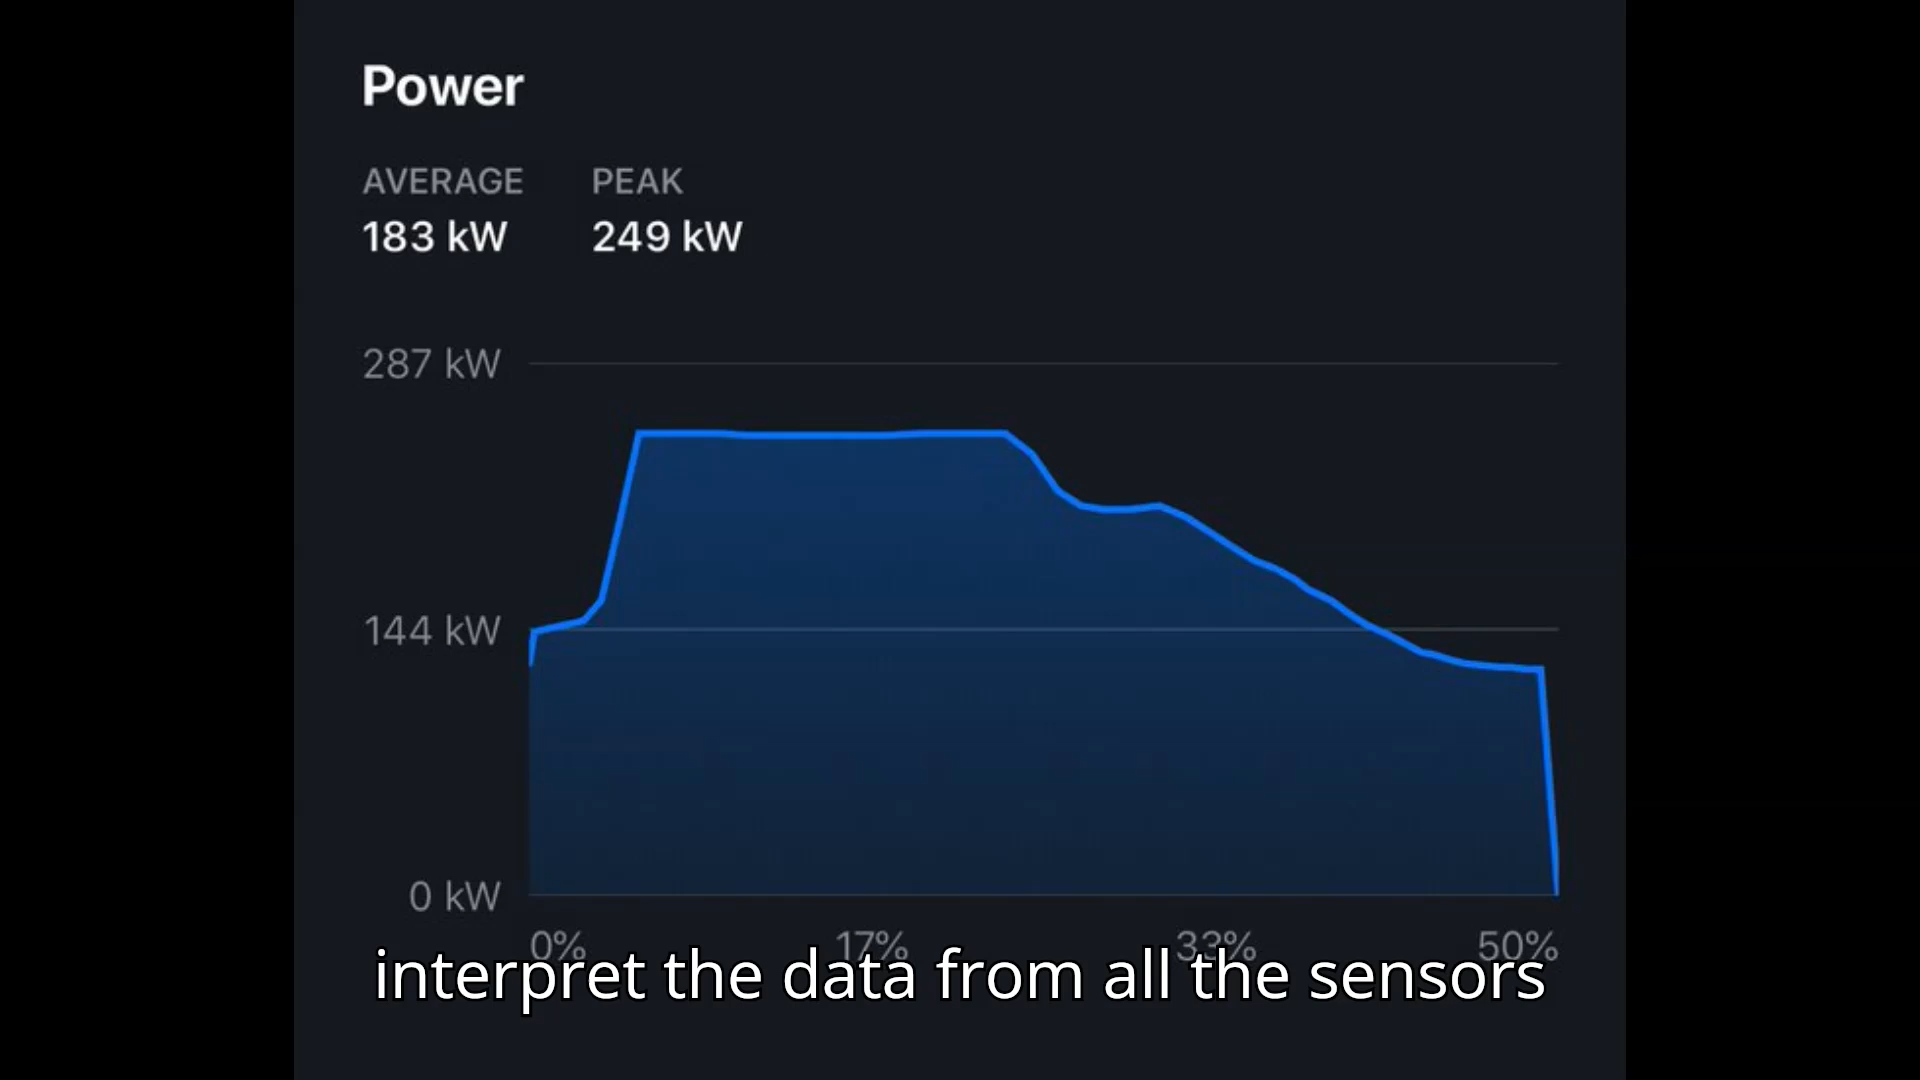 Power
AVERAGE PEAK
183 kW 249 kW
287 kW
144 kW
0 kW
0% 17% 33% 50%
interpret the data from all the sensors